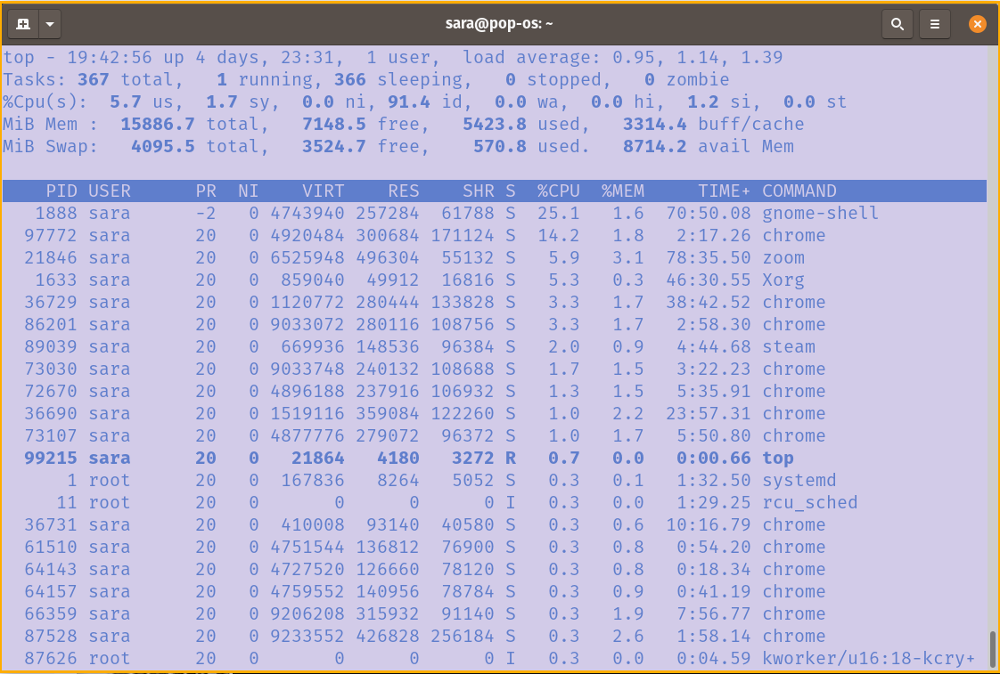 sara@pop-os: ~
top - 19:42:56 up 4 days, 23:31,  1 user,  load average: 0.95, 1.14, 1.39
Tasks: 367 total,   1 running, 366 sleeping,   0 stopped,   0 zombie
%Cpu(s):  5.7 us,  1.7 sy,  0.0 ni, 91.4 id,  0.0 wa,  0.0 hi,  1.2 si,  0.0 st
MiB Mem :  15886.7 total,   7148.5 free,   5423.8 used,   3314.4 buff/cache
MiB Swap:   4095.5 total,   3524.7 free,    570.8 used.   8714.2 avail Mem
PID USER      PR  NI    VIRT    RES    SHR S  %CPU  %MEM     TIME+ COMMAND
1888 sara      -2   0 4743940 257284  61788 S  25.1   1.6  70:50.08 gnome-shell
97772 sara      20   0 4920484 300684 171124 S  14.2   1.8   2:17.26 chrome
21846 sara      20   0 6525948 496304  55132 S   5.9   3.1  78:35.50 zoom
1633 sara      20   0  859040  49912  16816 S   5.3   0.3  46:30.55 Xorg
36729 sara      20   0 1120772 280444 133828 S   3.3   1.7  38:42.52 chrome
86201 sara      20   0 9033072 280116 108756 S   3.3   1.7   2:58.30 chrome
89039 sara      20   0  669936 148536  96384 S   2.0   0.9   4:44.68 steam
73030 sara      20   0 9033748 240132 108688 S   1.7   1.5   3:22.23 chrome
72670 sara      20   0 4896188 237916 106932 S   1.3   1.5   5:35.91 chrome
36690 sara      20   0 1519116 359084 122260 S   1.0   2.2  23:57.31 chrome
73107 sara      20   0 4877776 279072  96372 S   1.0   1.7   5:50.80 chrome
99215 sara      20   0   21864   4180   3272 R   0.7   0.0   0:00.66 top
1 root      20   0  167836   8264   5052 S   0.3   0.1   1:32.50 systemd
11 root      20   0       0      0      0 I   0.3   0.0   1:29.25 rcu_sched
36731 sara      20   0  410008  93140  40580 S   0.3   0.6  10:16.79 chrome
61510 sara      20   0 4751544 136812  76900 S   0.3   0.8   0:54.20 chrome
64143 sara      20   0 4727520 126660  78120 S   0.3   0.8   0:18.34 chrome
64157 sara      20   0 4759552 140956  78784 S   0.3   0.9   0:41.19 chrome
66359 sara      20   0 9206208 315932  91140 S   0.3   1.9   7:56.77 chrome
87528 sara      20   0 9233552 426828 256184 S   0.3   2.6   1:58.14 chrome
87626 root      20   0       0      0      0 I   0.3   0.0   0:04.59 kworker/u16:18-kcry+